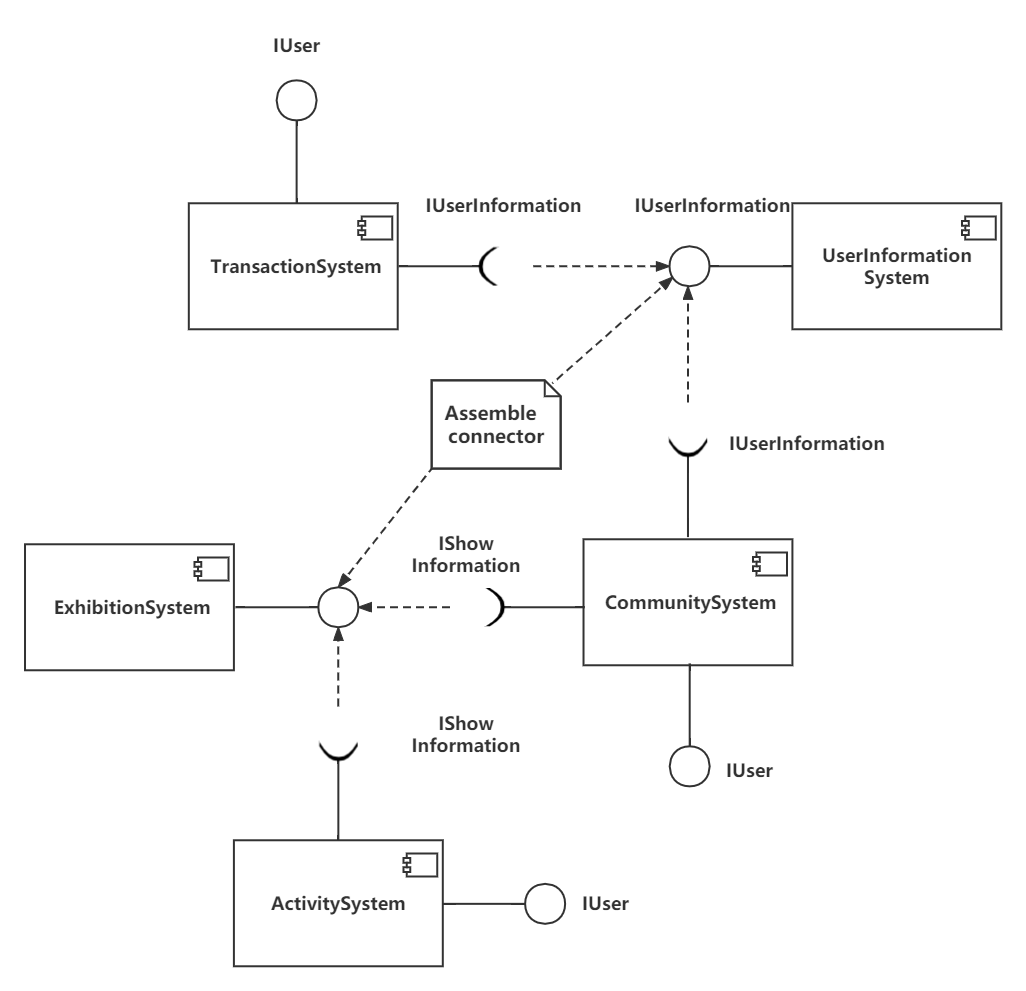 IUser
IUserInformation
IUserInformation
TransactionSystem
UserInformation
System
Assemble
connector
IUserInformation
IShow
Information
ExhibitionSystem
CommunitySystem
IShow
Information
IUser
ActivitySystem
IUser